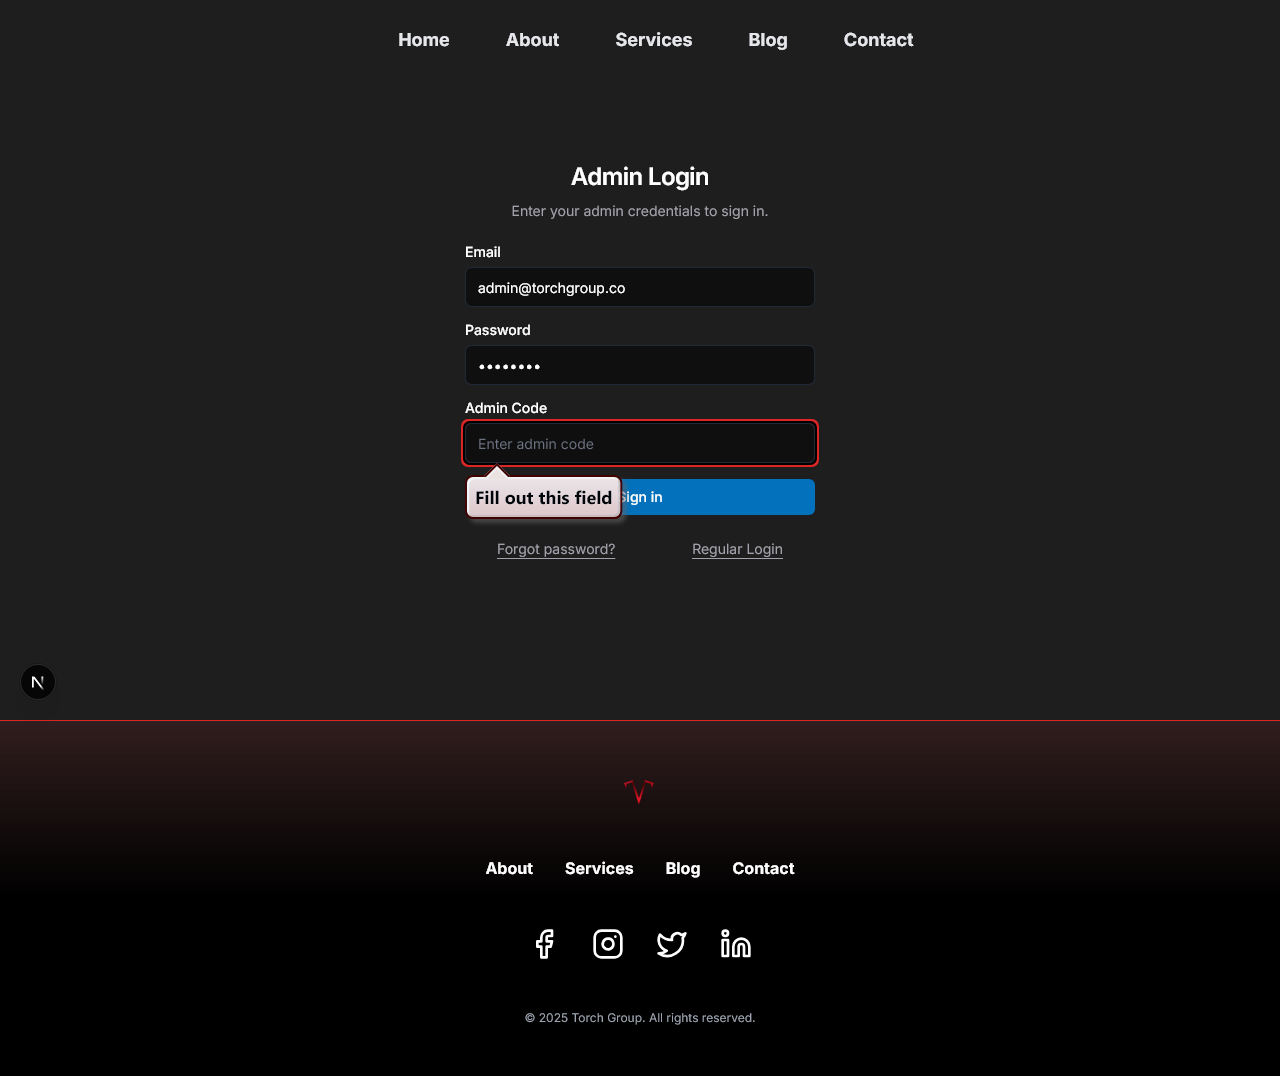 Home About Services Blog Contact
Admin Login
Enter your admin credentials to sign in.
Email
admin@torchgroup.co
Password
••••••••
Admin Code
Enter admin code
Fill out this field
Sign in
Forgot password? Regular Login
N
About Services Blog Contact
© 2025 Torch Group. All rights reserved.